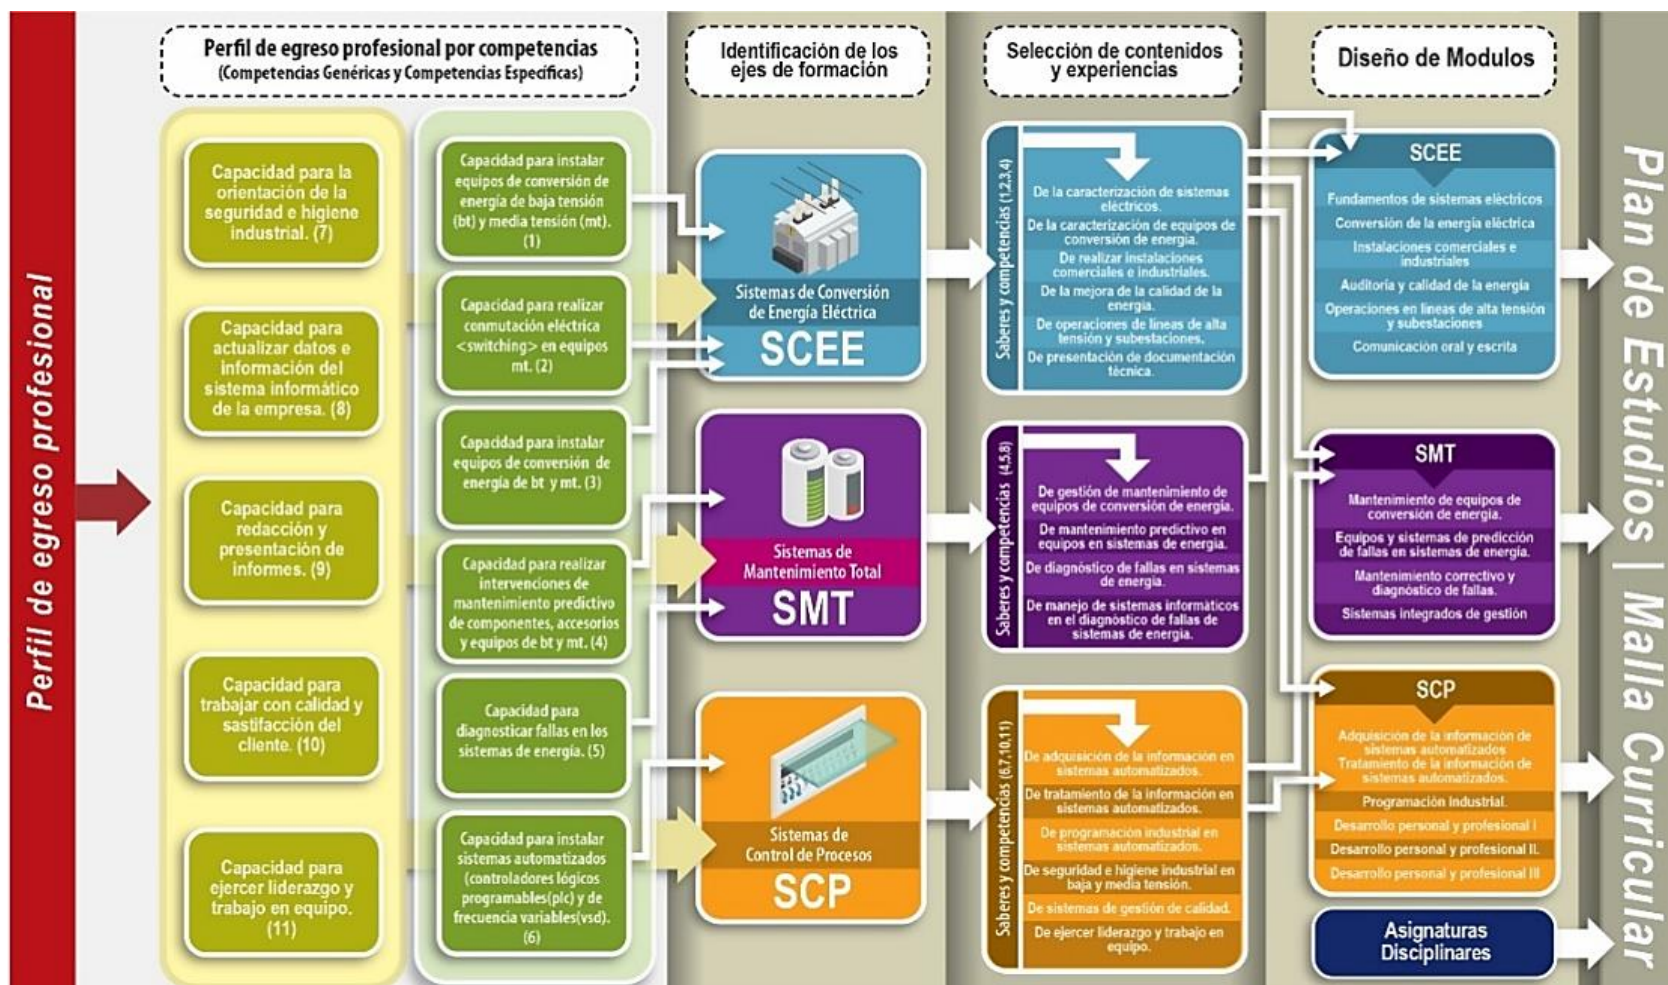 Perfil de egreso profesional
Perfil de egreso profesional por competencias
(Competencias Genéricas y Competencias Específicas)
Capacidad para la
orientación de la
seguridad e higiene
industrial. (7)
Capacidad para
actualizar datos e
información del
sistema informático
de la empresa. (8)
Capacidad para
redacción y
presentación de
informes. (9)
Capacidad para
trabajar con calidad y
sastifacción del
cliente. (10)
Capacidad para
ejercer liderazgo y
trabajo en equipo.
(11)
Capacidad para instalar
equipos de conversión de
energía de baja tensión
(bt) y media tensión (mt).
(1)
Capacidad para realizar
conmutación eléctrica
<switching> en equipos
mt. (2)
Capacidad para instalar
equipos de conversión de
energía de bt y mt. (3)
Capacidad para realizar
intervenciones de
mantenimiento predictivo
de componentes, accesorios
y equipos de bt y mt. (4)
Capacidad para
diagnosticar fallas en los
sistemas de energía. (5)
Capacidad para instalar
sistemas automatizados
(controladores lógicos
programables(plc) y de
frecuencia variables(vsd).
(6)
Identificación de los
ejes de formación
Sistemas de Conversión
de Energía Eléctrica
SCEE
Sistemas de
Mantenimiento Total
SMT
Sistemas de
Control de Procesos
SCP
Selección de contenidos
y experiencias
Saberes y competencias (1,2,3,4)
De la caracterización de sistemas
eléctricos.
De la caracterización de equipos de
conversión de energía.
De realizar instalaciones
comerciales e industriales.
De la mejora de la calidad de la
energía.
De operaciones de líneas de alta
tensión y subestaciones.
De presentación de documentación
técnica.
Saberes y competencias (4,5.8)
De gestión de mantenimiento de
equipos de conversión de energía.
De mantenimiento predictivo en
equipos en sistemas de energía.
De diagnóstico de fallas en sistemas
de energía.
De manejo de sistemas informáticos
en el diagnóstico de fallas de
sistemas de energía.
Saberes y competencias (6,7,10,11)
De adquisición de la información en
sistemas automatizados.
De tratamiento de la información en
sistemas automatizados.
De programación industrial en
sistemas automatizados.
De seguridad e higiene industrial en
baja y media tensión.
De sistemas de gestión de calidad.
De ejercer liderazgo y trabajo en
equipo.
Diseño de Modulos
SCEE
Fundamentos de sistemas eléctricos
Conversión de la energía eléctrica
Instalaciones comerciales e
industriales
Auditoría y calidad de la energía
Operaciones en líneas de alta tensión
y subestaciones
Comunicación oral y escrita
SMT
Mantenimiento de equipos de
conversión de energía.
Equipos y sistemas de predicción
de fallas en sistemas de energía.
Mantenimiento correctivo y
diagnóstico de fallas.
Sistemas integrados de gestión
SCP
Adquisición de la información de
sistemas automatizados
Tratamiento de la información de
sistemas automatizados.
Programación Industrial.
Desarrollo personal y profesional I
Desarrollo personal y profesional II.
Desarrollo personal y profesional III
Asignaturas
Disciplinares
Plan de Estudios | Malla Curricular